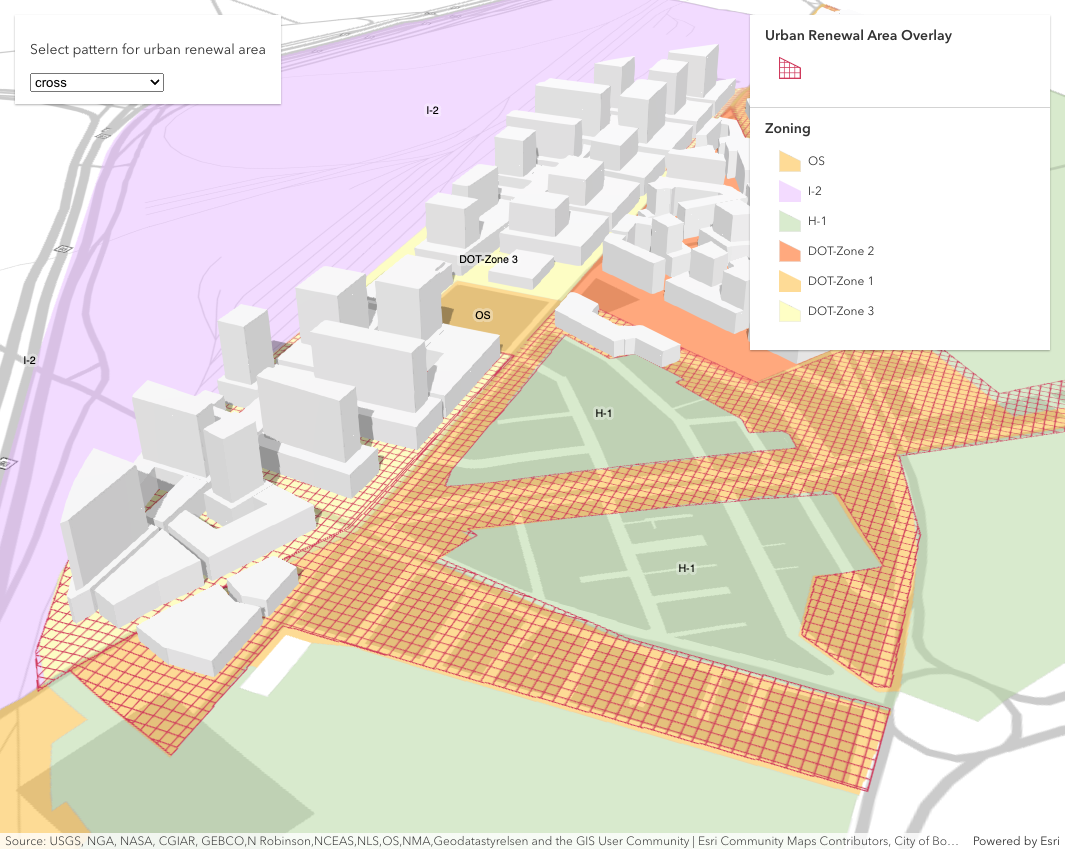 Select pattern for urban renewal area
cross
Urban Renewal Area Overlay
Zoning
OS
I-2
H-1
DOT-Zone 2
DOT-Zone 1
DOT-Zone 3
I-2
DOT-Zone 3
OS
I-2
H-1
H-1
Source: USGS, NGA, NASA, CGIAR, GEBCO,N Robinson,NCEAS,NLS,OS,NMA,Geodatastyrelsen and the GIS User Community | Esri Community Maps Contributors, City of Bo… Powered by Esri